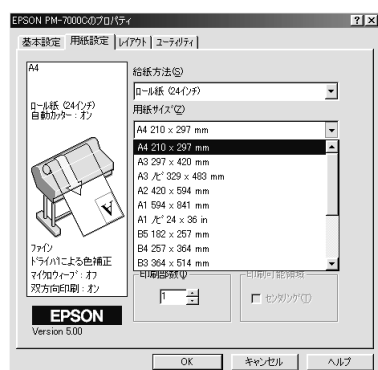 EPSON PM-7000Cのプロパティ
基本設定 用紙設定 レイアウト ユーティリティ
A4
ロール紙 (24インチ)
自動カッター : オン
ファイン
ドライバによる色補正
マイクロウィーブ : オフ
双方向印刷 : オン
EPSON
Version 5.00
給紙方法(S)
ロール紙 (24インチ)
用紙サイズ(Z)
A4 210 x 297 mm
A4 210 x 297 mm
A3 297 x 420 mm
A3 ノビ 329 x 483 mm
A2 420 x 594 mm
A1 594 x 841 mm
A1 ノビ 24 x 36 in
B5 182 x 257 mm
B4 257 x 364 mm
B3 364 x 514 mm
印刷部数(I)
1
印刷可能領域
センタリング(T)
OK キャンセル ヘルプ